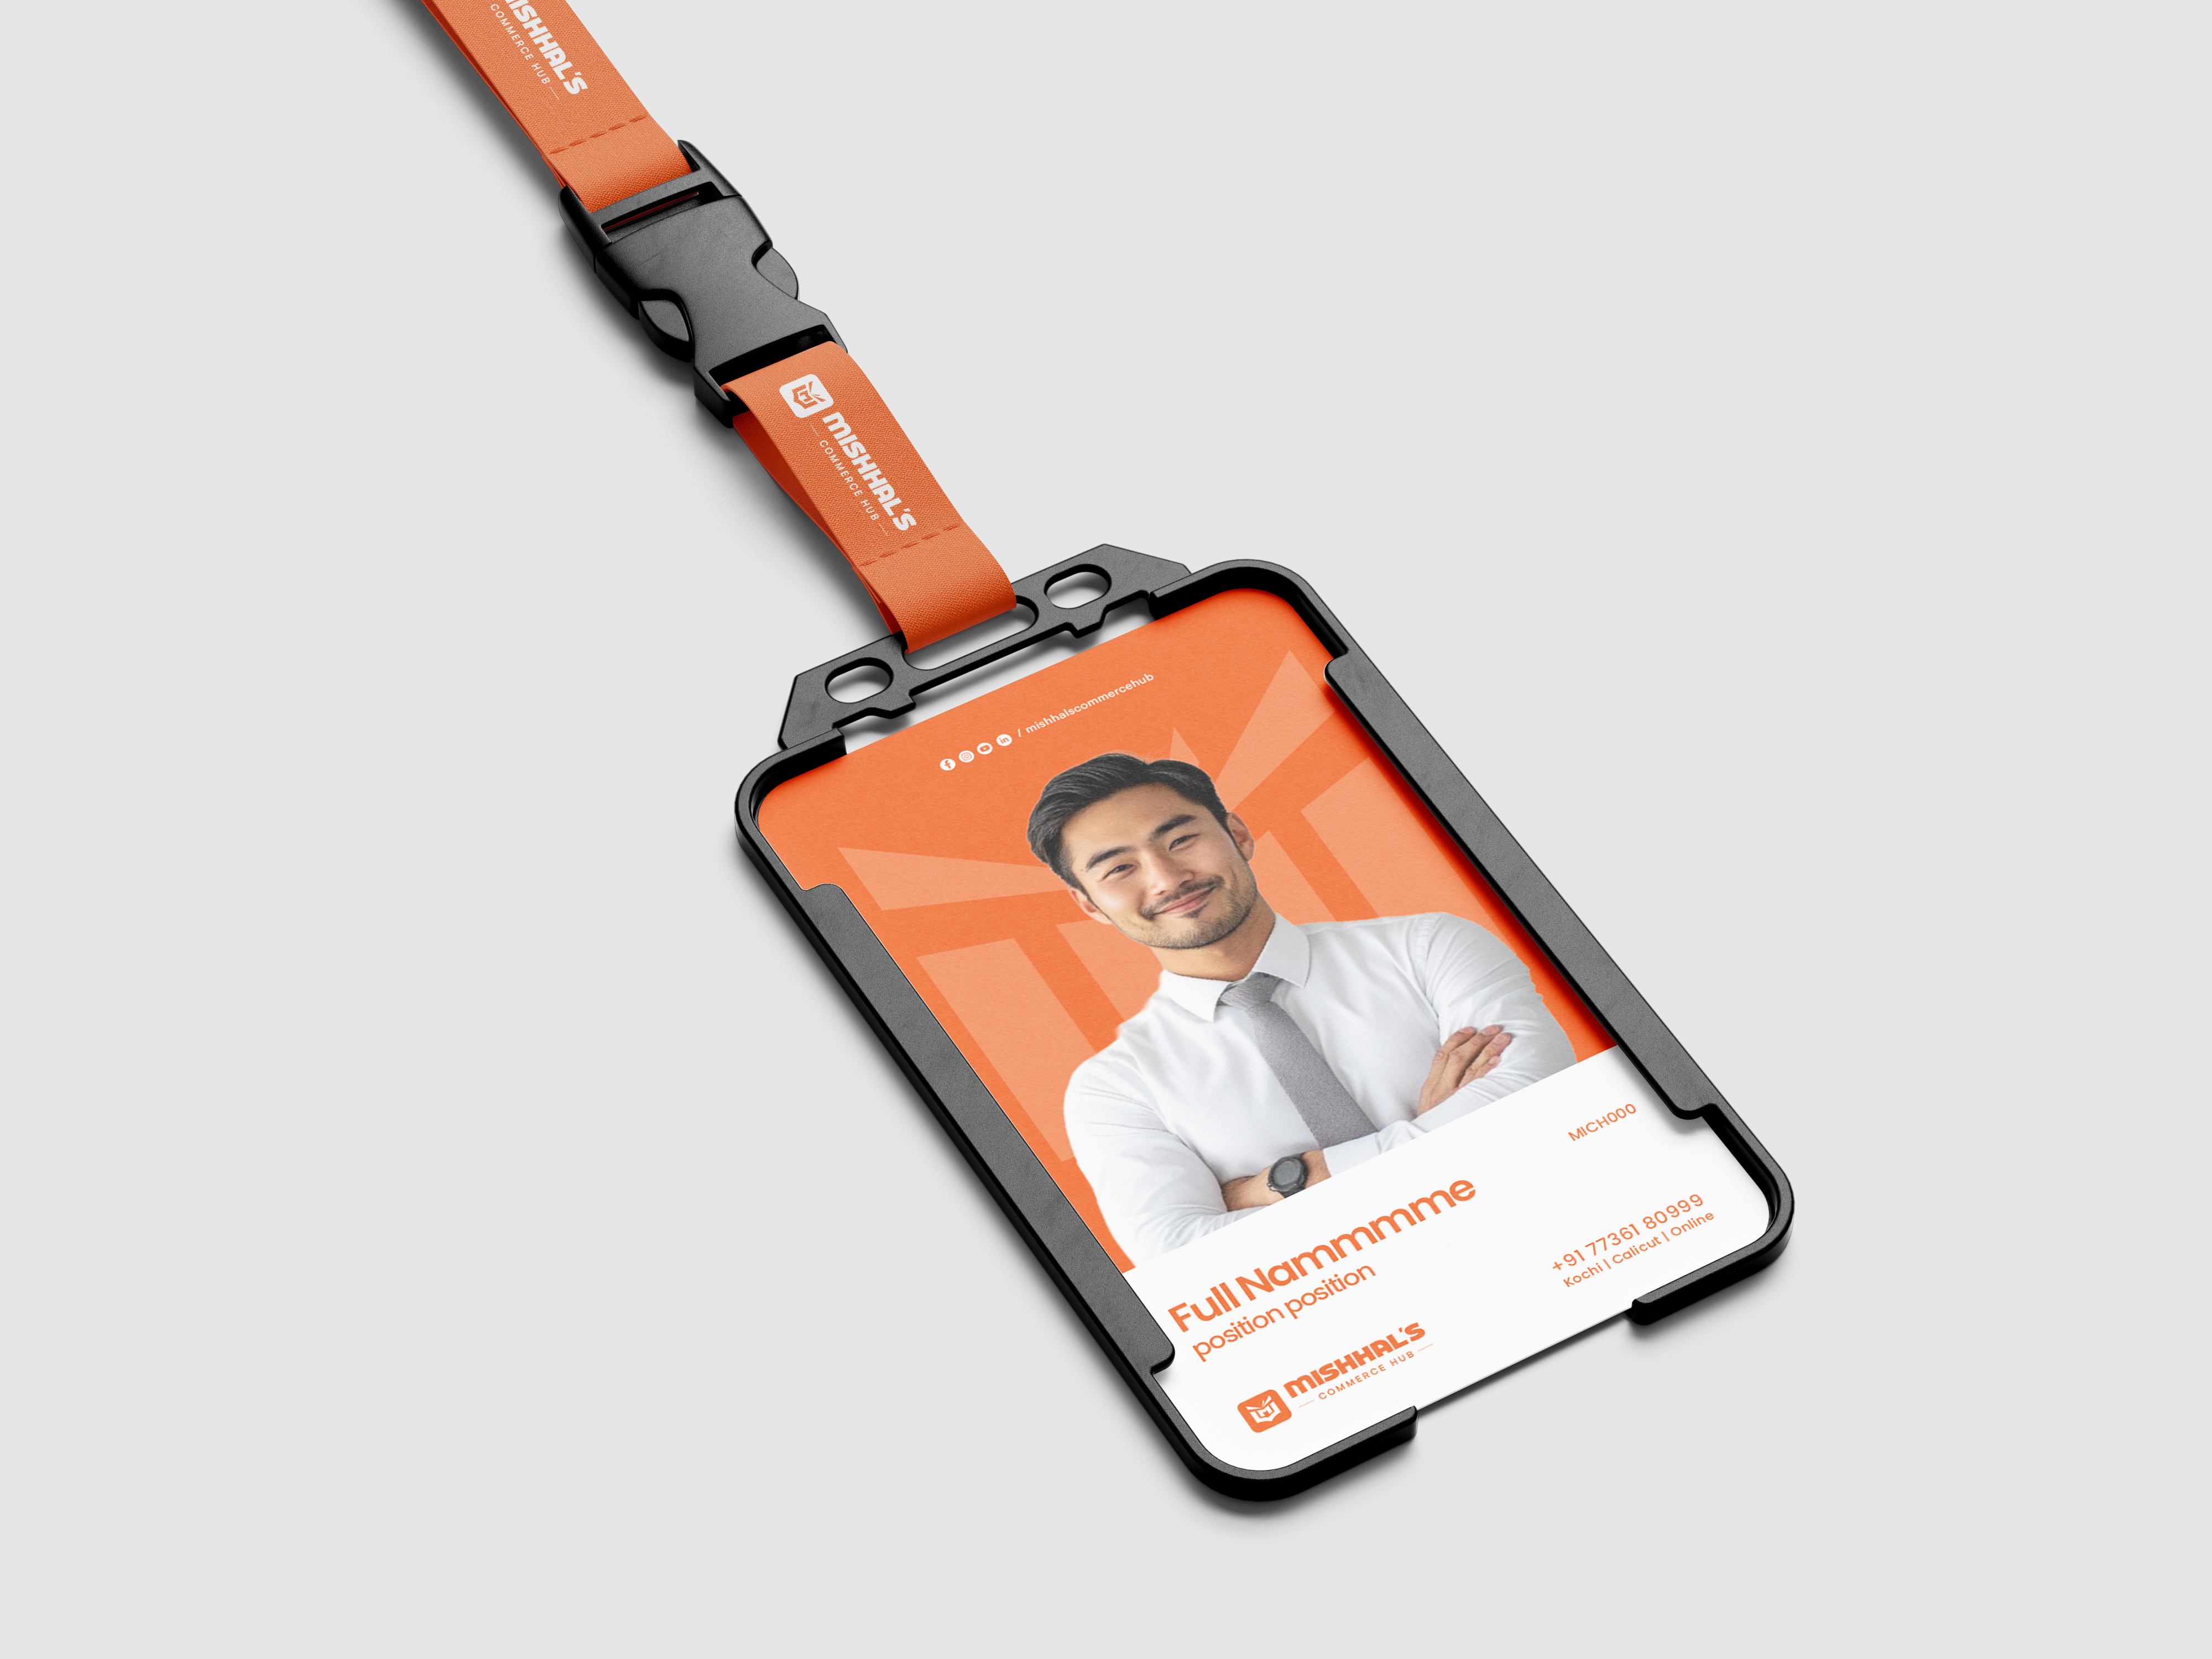 MISHHAL'S
COMMERCE HUB
MISHHAL'S
COMMERCE HUB
/ mishhalscommercehub
MICH000
Full Nammmme
position position
+91 77361 80999
Kochi | Calicut | Online
MISHHAL'S
COMMERCE HUB